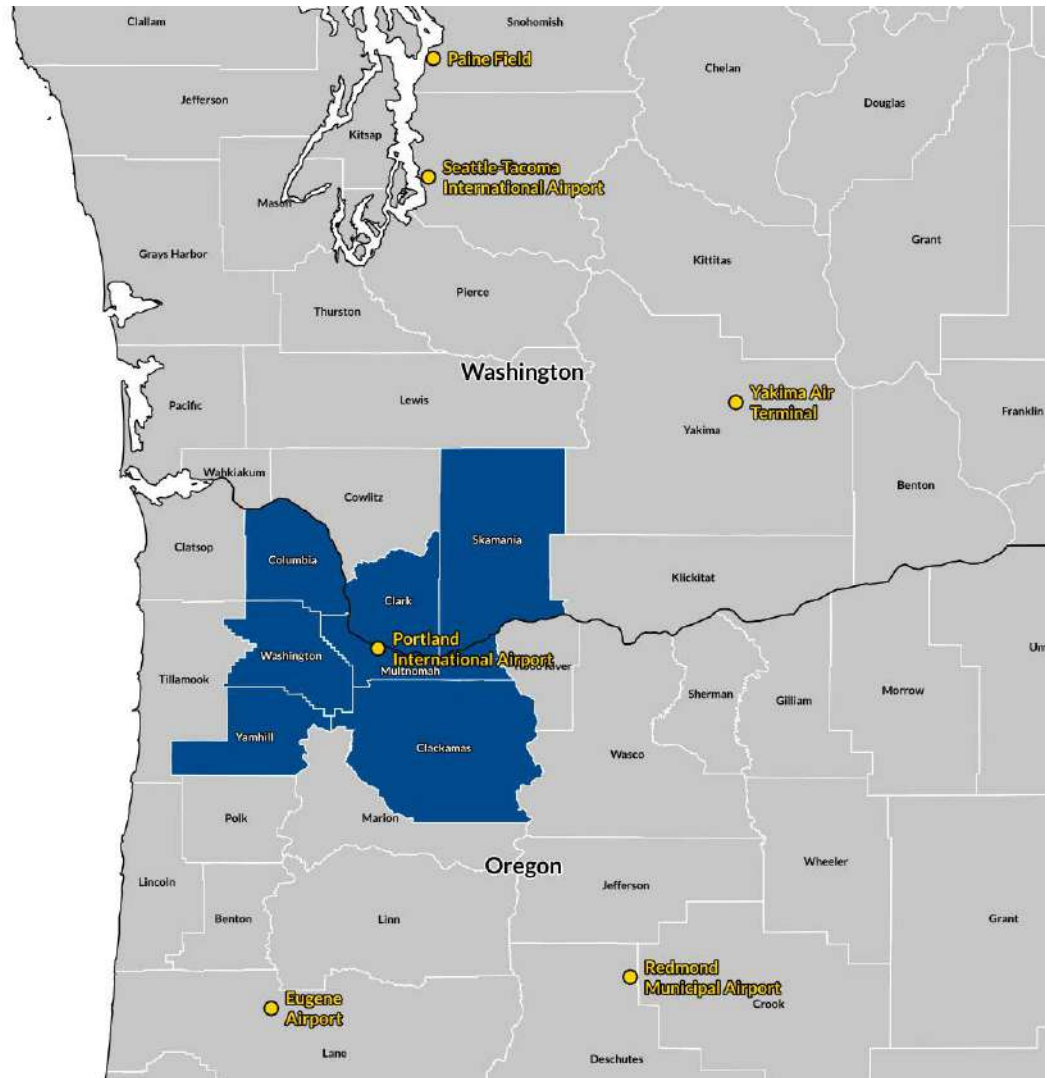 Clallam
Snohomish
Paine Field
Chelan
Douglas
Jefferson
Kitsap
Seattle-Tacoma
International Airport
Mason
Grays Harbor
Grant
Kittitas
Pierce
Thurston
Washington
Lewis
Yakima Air
Terminal
Pacific
Franklin
Yakima
Wahkiakum
Benton
Cowlitz
Skamania
Clatsop
Columbia
Klickitat
Clark
Portland
International Airport
Washington
Multnomah
River
Tillamook
Sherman
Gilliam
Morrow
Yamhill
Clackamas
Wasco
Polk
Marion
Oregon
Wheeler
Lincoln
Jefferson
Benton
Linn
Grant
Redmond
Municipal Airport
Eugene
Airport
Crook
Lane
Deschutes